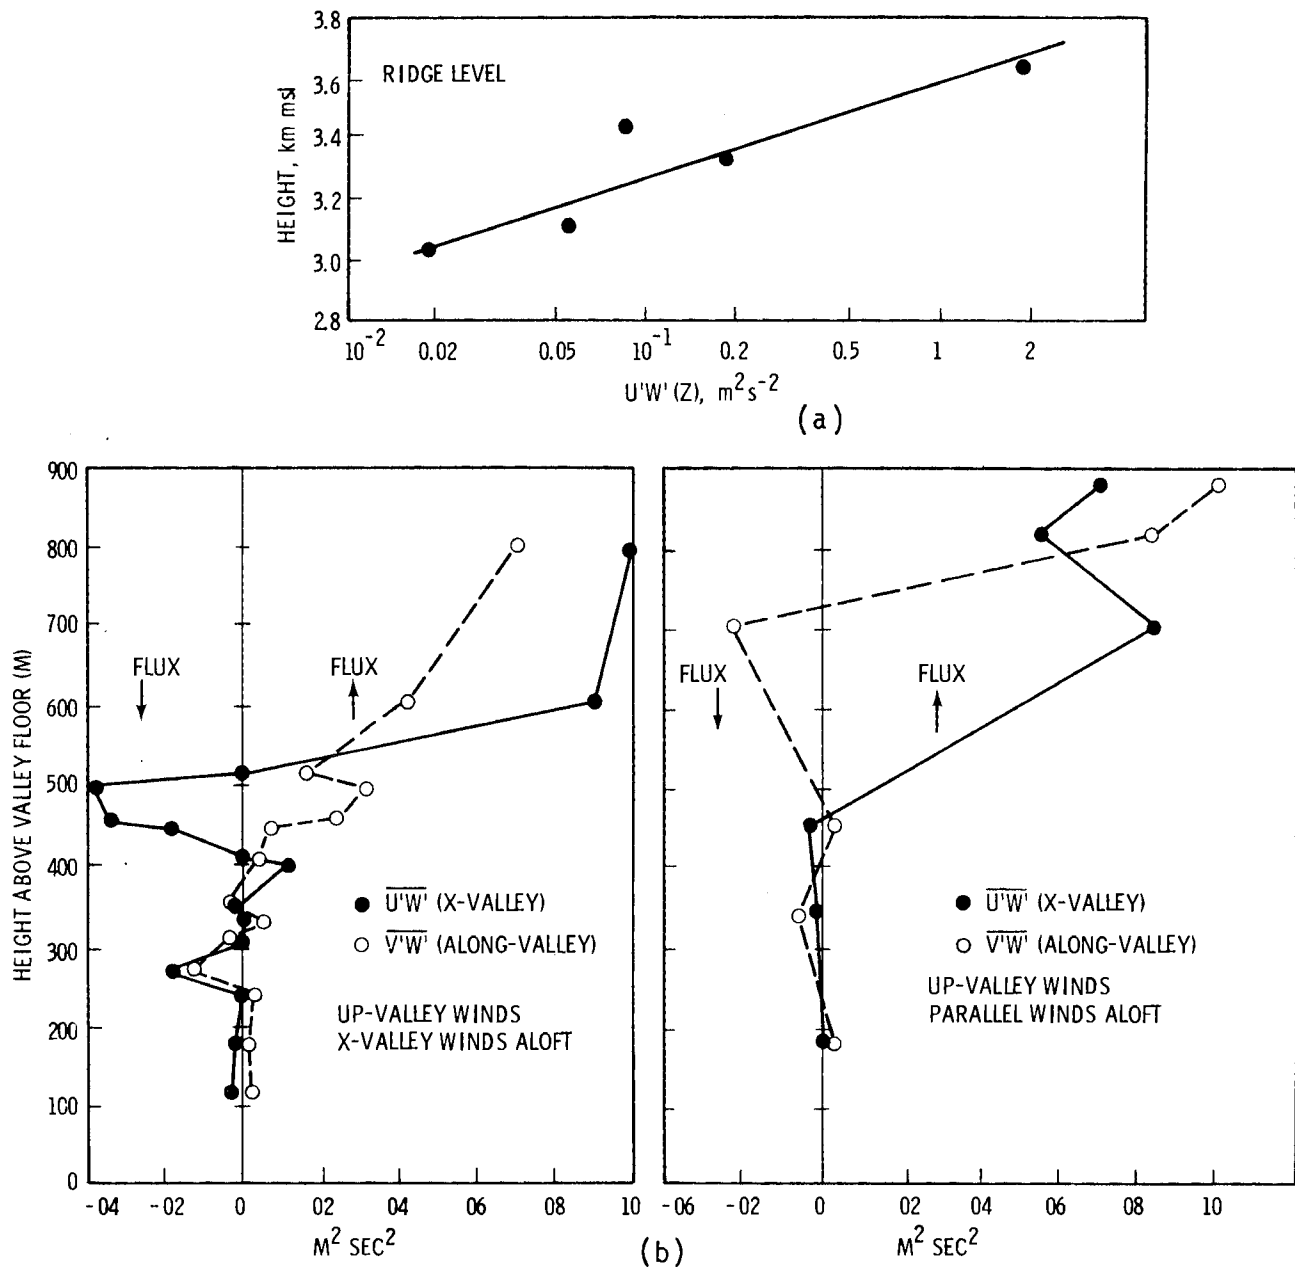 3.8
3.6
3.4
3.2
3.0
2.8
HEIGHT, km msl
RIDGE LEVEL
10-2 0.02 0.05 10-1 0.2 0.5 1 2
U'W' (Z), m2s-2
(a)
900
800
700
600
500
400
300
200
100
0
HEIGHT ABOVE VALLEY FLOOR (M)
FLUX FLUX
U'W' (X-VALLEY)
V'W' (ALONG-VALLEY)
UP-VALLEY WINDS
X-VALLEY WINDS ALOFT
-04 -02 0 02 04 06 08 10
M2 SEC2
FLUX FLUX
U'W' (X-VALLEY)
V'W' (ALONG-VALLEY)
UP-VALLEY WINDS
PARALLEL WINDS ALOFT
-06 -02 0 02 04 06 08 10
M2 SEC2
(b)